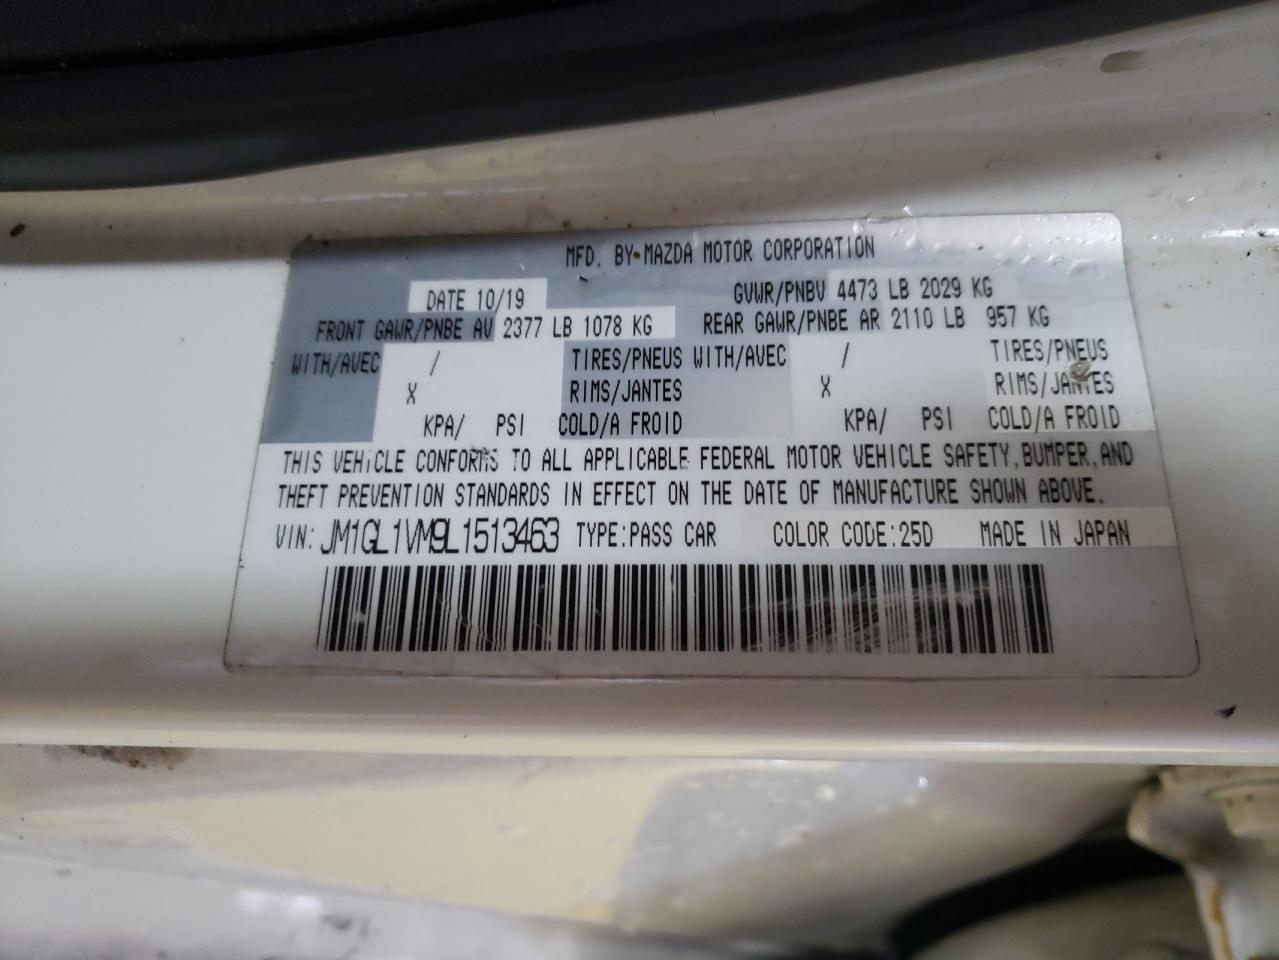 MFD. BY MAZDA MOTOR CORPORATION
DATE 10/19 GVWR/PNBV 4473 LB 2029 KG
FRONT GAWR/PNBE AV 2377 LB 1078 KG REAR GAWR/PNBE AR 2110 LB 957 KG
WITH/AVEC / TIRES/PNEUS WITH/AVEC / TIRES/PNEUS
X RIMS/JANTES X RIMS/JANTES
KPA/ PSI COLD/A FROID KPA/ PSI COLD/A FROID
THIS VEHICLE CONFORMS TO ALL APPLICABLE FEDERAL MOTOR VEHICLE SAFETY, BUMPER, AND
THEFT PREVENTION STANDARDS IN EFFECT ON THE DATE OF MANUFACTURE SHOWN ABOVE.
VIN: JM1GL1VM9L1513463 TYPE: PASS CAR COLOR CODE: 25D MADE IN JAPAN